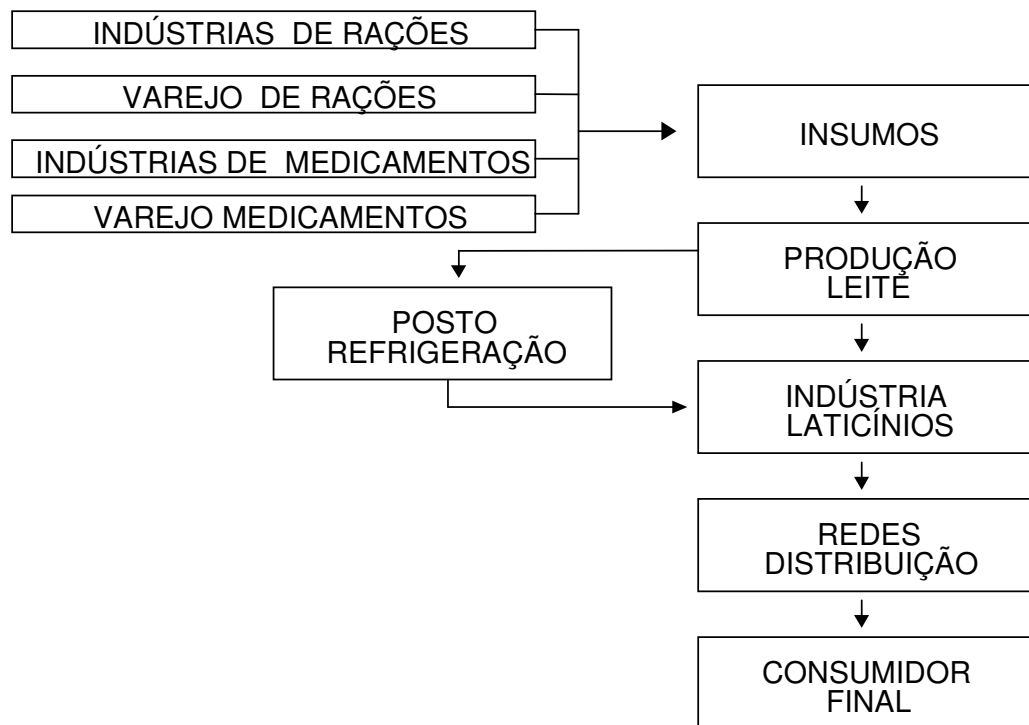 INDÚSTRIAS DE RAÇÕES
VAREJO DE RAÇÕES
INDÚSTRIAS DE MEDICAMENTOS
VAREJO MEDICAMENTOS
INSUMOS
PRODUÇÃO
LEITE
POSTO
REFRIGERAÇÃO
INDÚSTRIA
LATICÍNIOS
REDES
DISTRIBUIÇÃO
CONSUMIDOR
FINAL